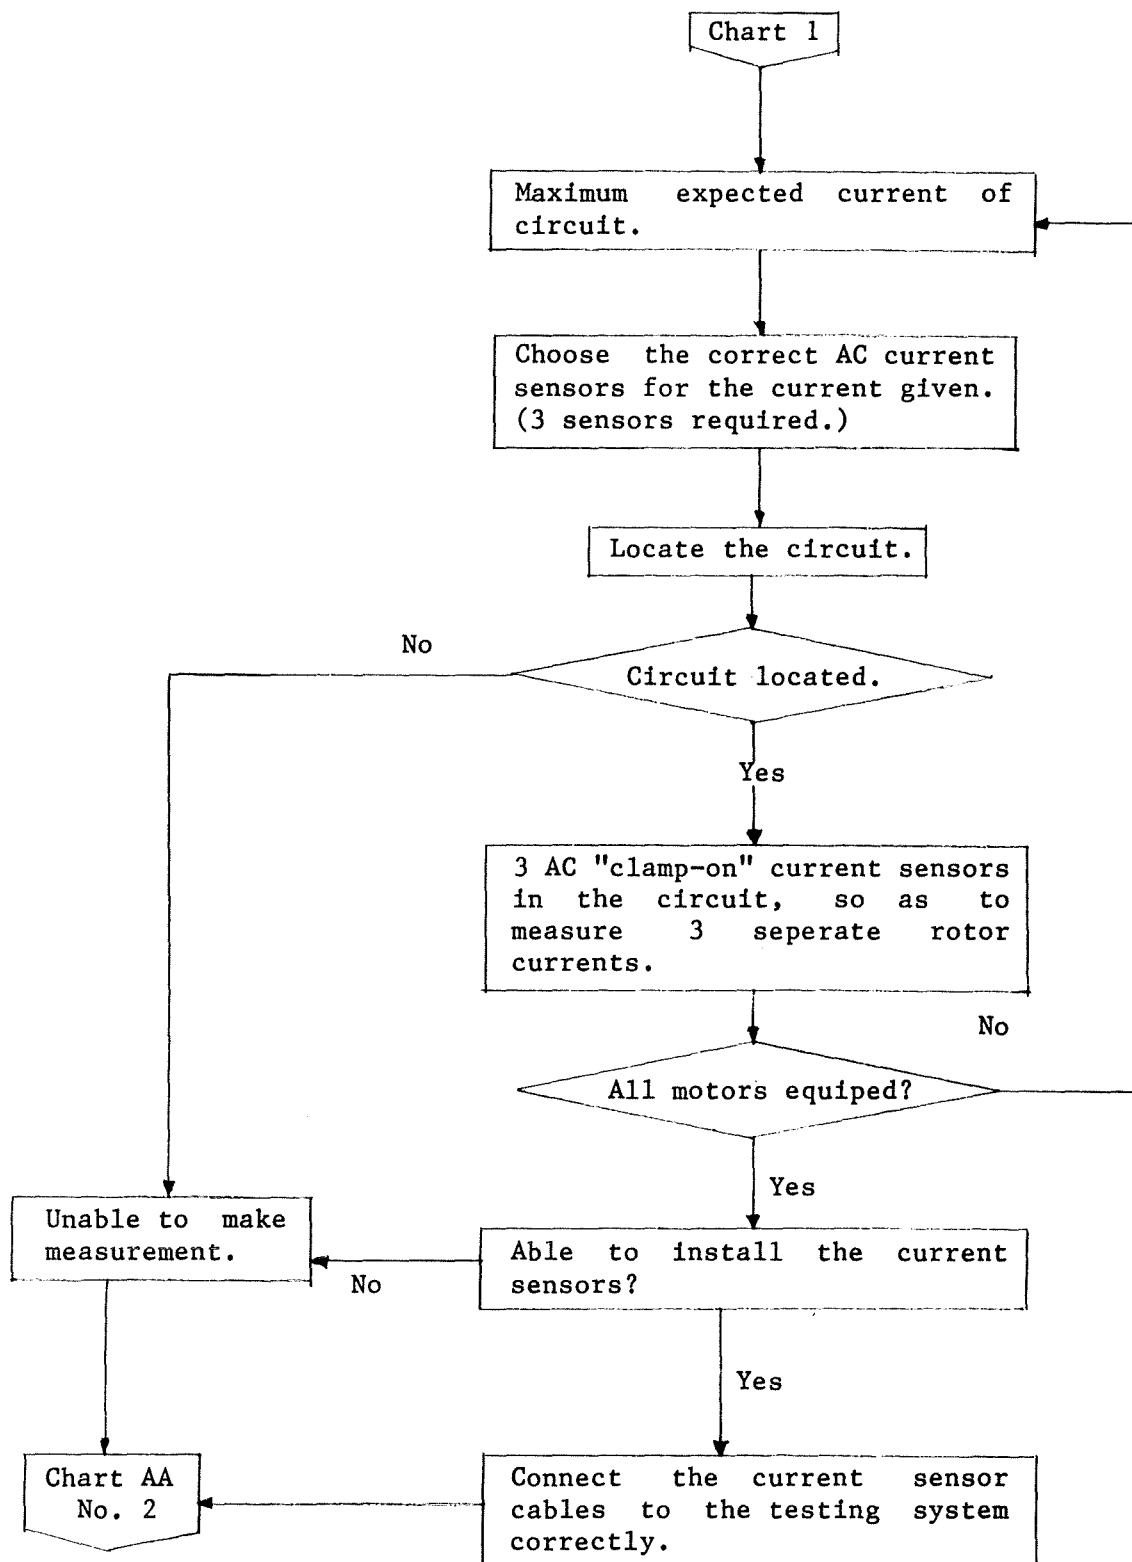 Chart 1
Maximum expected current of
circuit.
Choose the correct AC current
sensors for the current given.
(3 sensors required.)
Locate the circuit.
No
Circuit located.
Yes
3 AC "clamp-on" current sensors
in the circuit, so as to
measure 3 seperate rotor
currents.
No
All motors equiped?
Yes
Unable to make
measurement.
Able to install the current
sensors?
No
Yes
Chart AA
No. 2
Connect the current sensor
cables to the testing system
correctly.